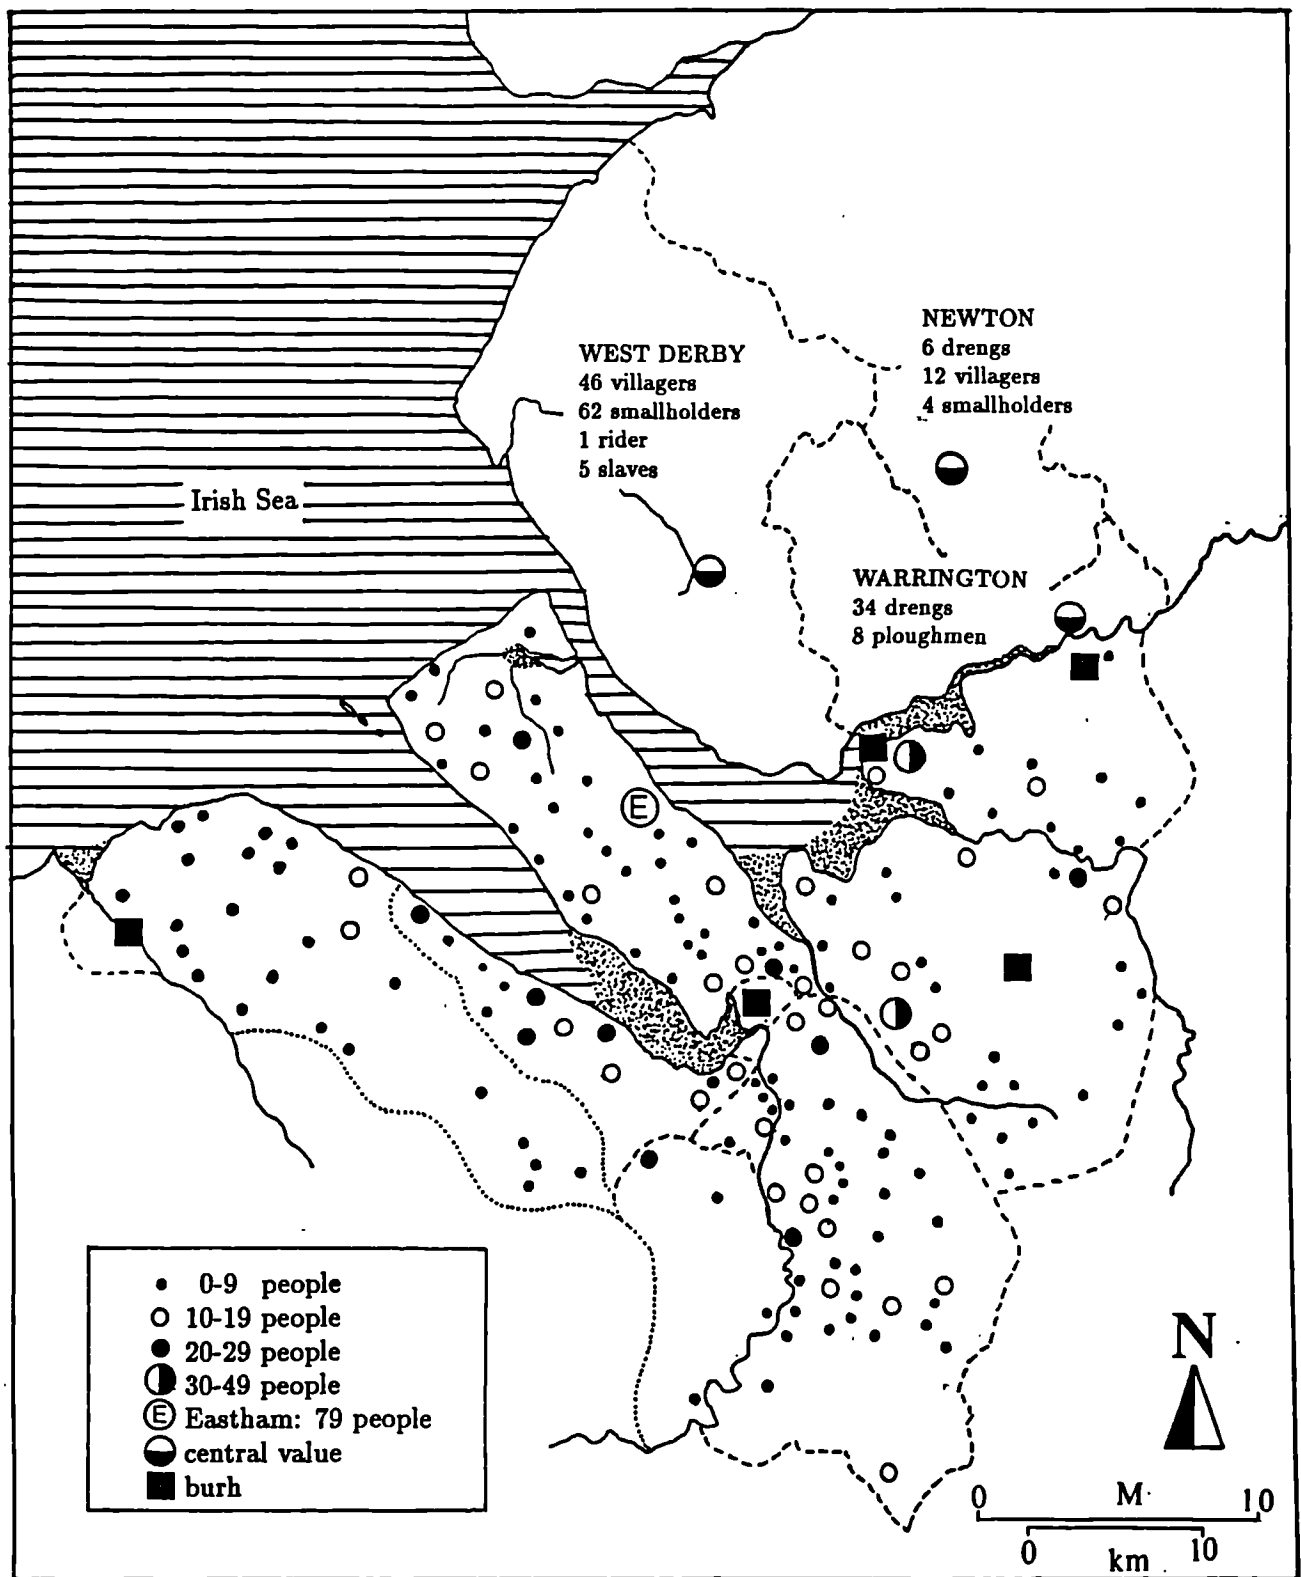 NEWTON
6 drengs
12 villagers
4 smallholders
WEST DERBY
46 villagers
62 smallholders
1 rider
5 slaves
Irish Sea
WARRINGTON
34 drengs
8 ploughmen
E
0-9 people
10-19 people
20-29 people
30-49 people
E Eastham: 79 people
central value
burh
N
0 M 10
0 km 10